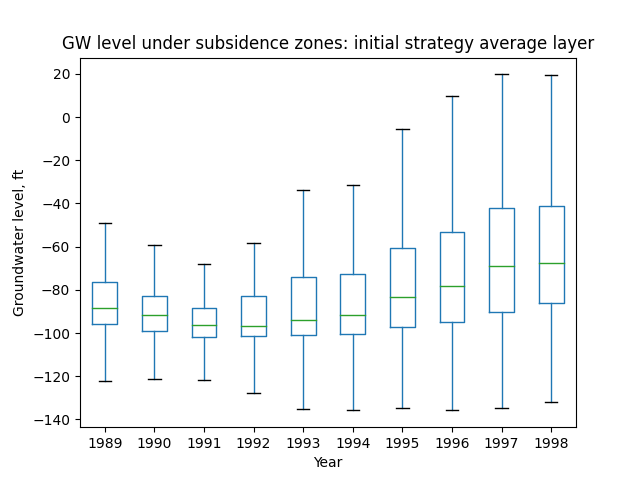 GW level under subsidence zones: initial strategy average layer
20
0
−20
−40
−60
−80
−100
−120
−140
Groundwater level, ft
1989 1990 1991 1992 1993 1994 1995 1996 1997 1998
Year